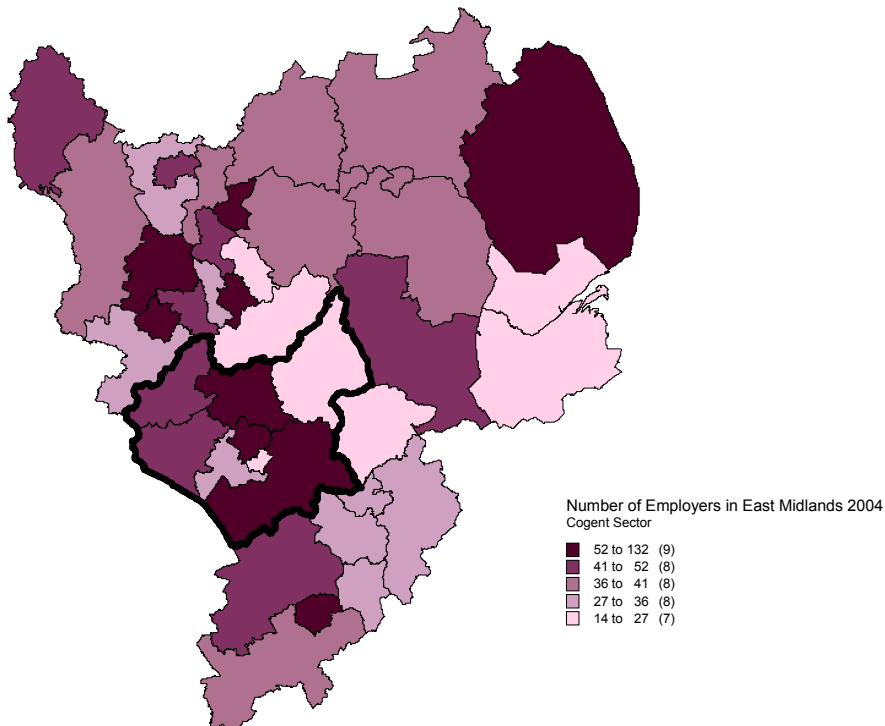 Number of Employers in East Midlands 2004
Cogent Sector
52 to 132 (9)
41 to 52 (8)
36 to 41 (8)
27 to 36 (8)
14 to 27 (7)